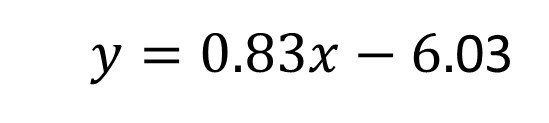 y = 0.83x − 6.03